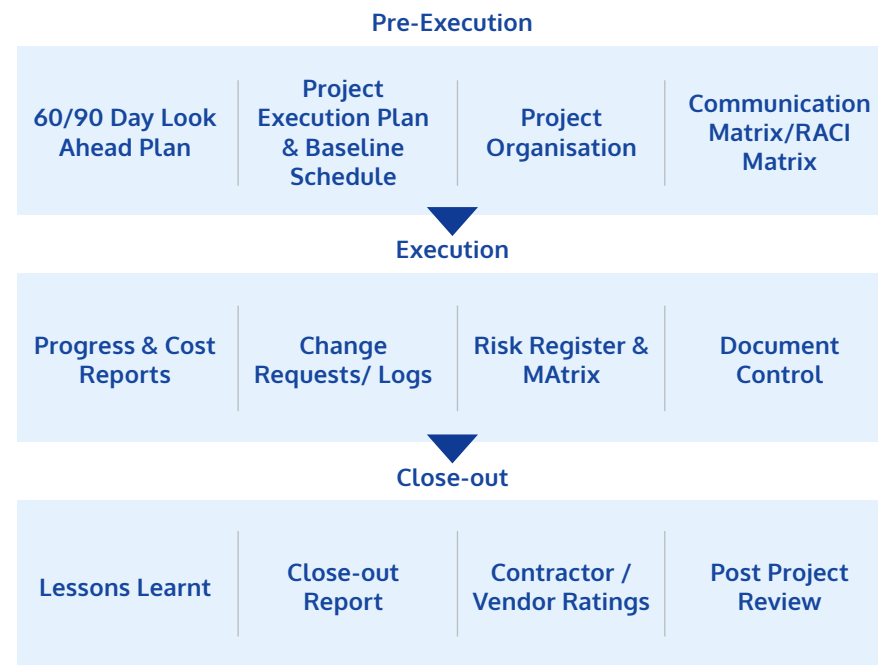 Pre-Execution
60/90 Day Look
Ahead Plan
Project
Execution Plan
& Baseline
Schedule
Project
Organisation
Communication
Matrix/RACI
Matrix
Execution
Progress & Cost
Reports
Change
Requests/ Logs
Risk Register &
MAtrix
Document
Control
Close-out
Lessons Learnt
Close-out
Report
Contractor /
Vendor Ratings
Post Project
Review